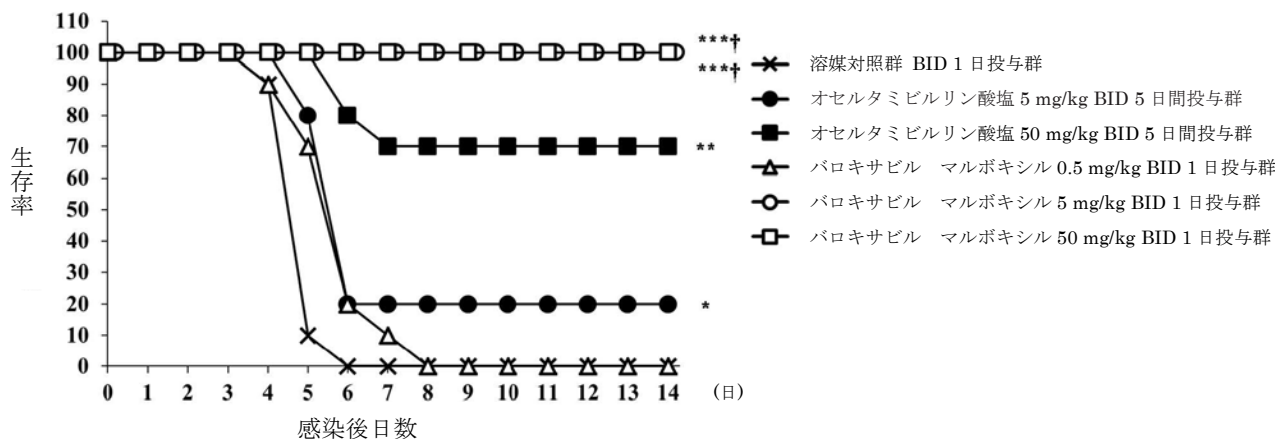 110
100
90
80
70
60
50
40
30
20
10
0
生存率
0 1 2 3 4 5 6 7 8 9 10 11 12 13 14 (日)
感染後日数
***†
***†
**
*
溶媒対照群 BID 1 日投与群
オセルタミビルリン酸塩 5 mg/kg BID 5 日間投与群
オセルタミビルリン酸塩 50 mg/kg BID 5 日間投与群
バロキサビル　マルボキシル 0.5 mg/kg BID 1 日投与群
バロキサビル　マルボキシル 5 mg/kg BID 1 日投与群
バロキサビル　マルボキシル 50 mg/kg BID 1 日投与群